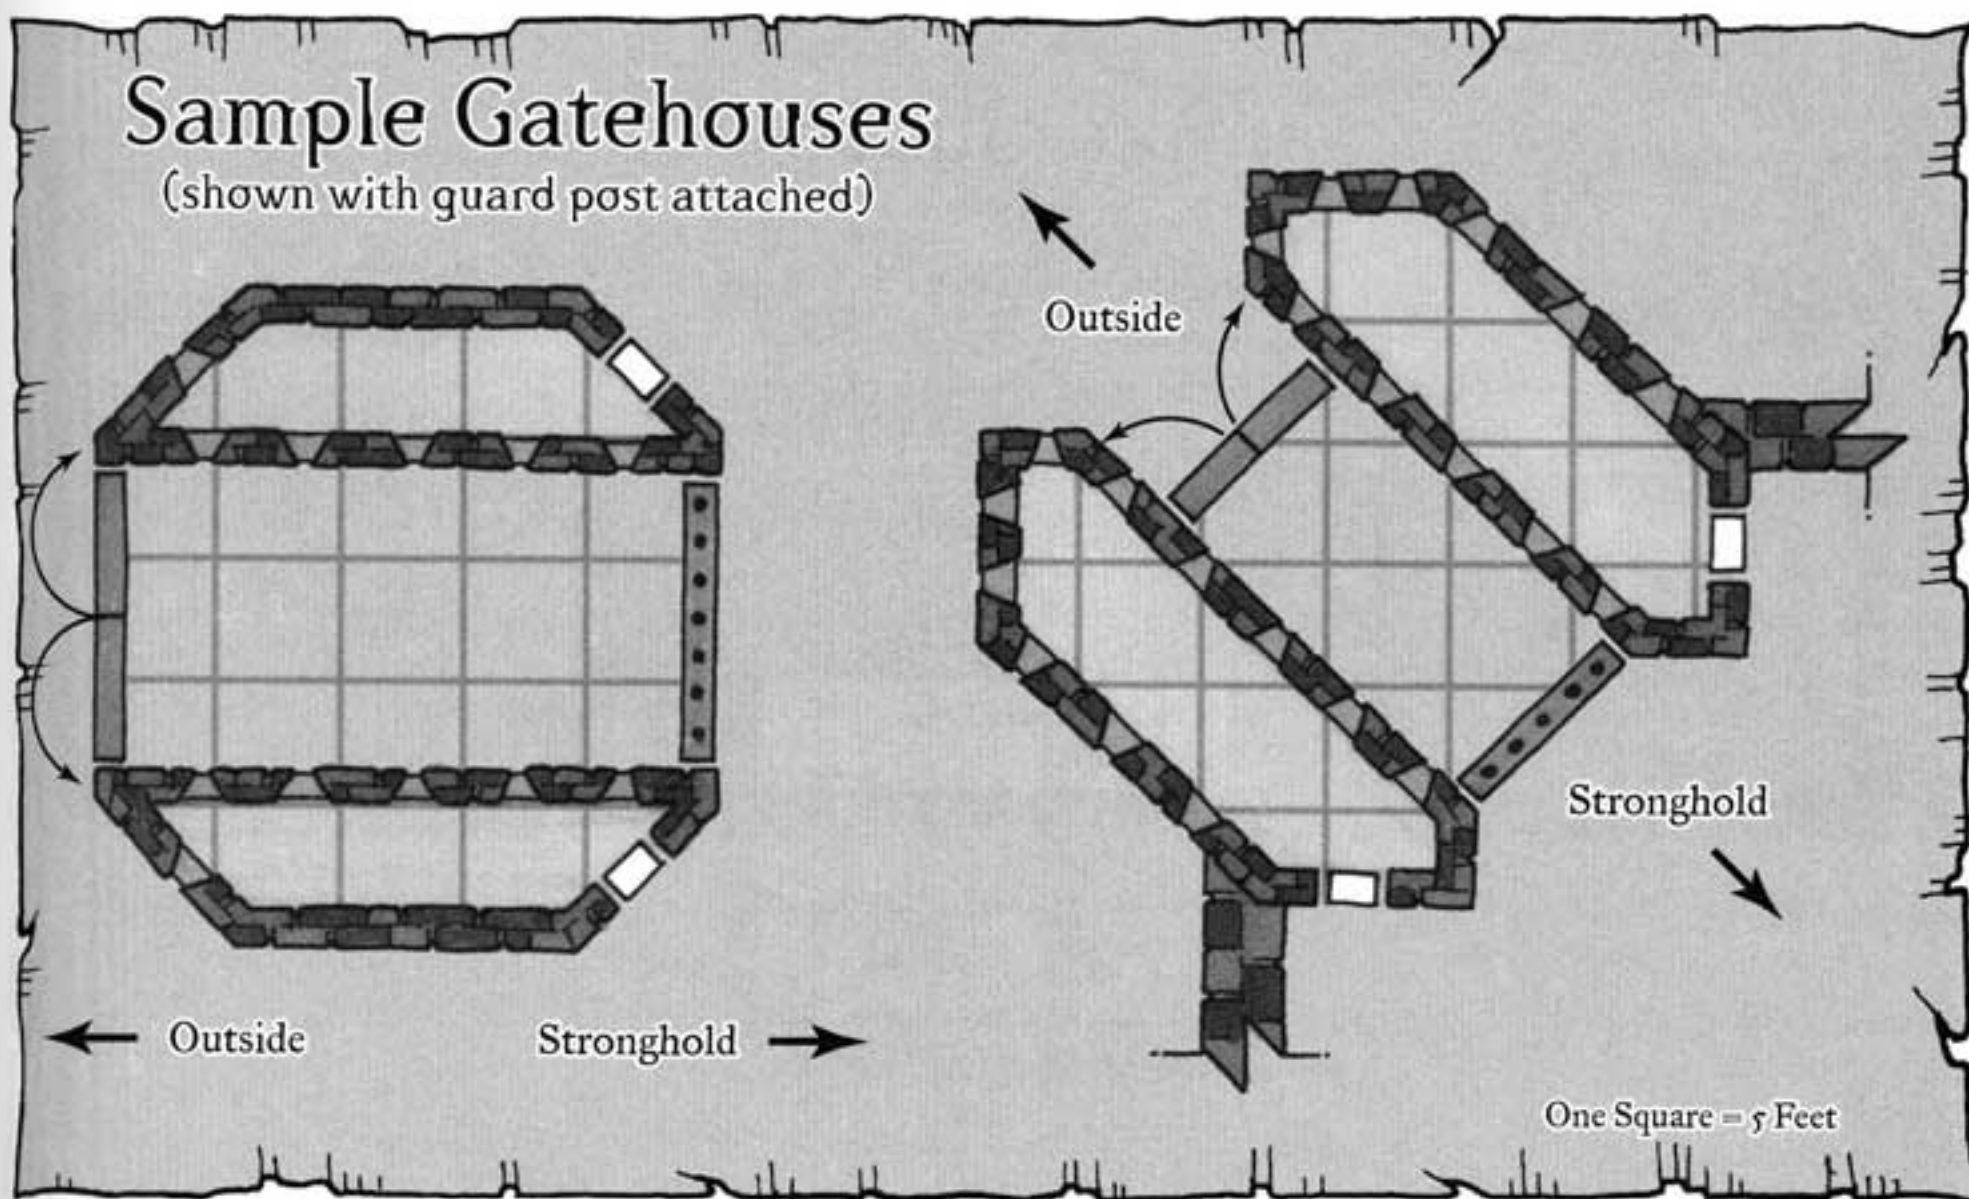 Sample Gatehouses
(shown with guard post attached)
Outside
Stronghold
Outside
Stronghold
One Square = 5 Feet